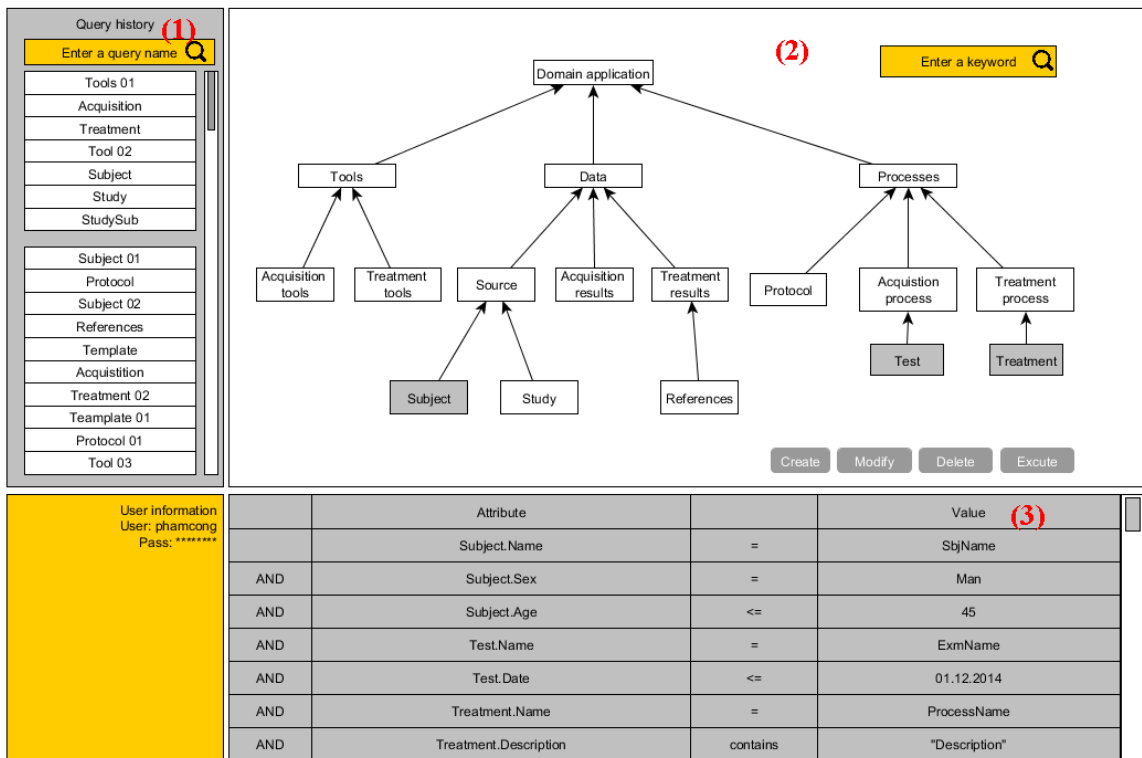 Query history
(1)
Enter a query name
Tools 01
Acquisition
Treatment
Tool 02
Subject
Study
StudySub
Subject 01
Protocol
Subject 02
References
Template
Acquistition
Treatment 02
Teamplate 01
Protocol 01
Tool 03
(2)
Enter a keyword
Domain application
Tools
Data
Processes
Acquisition
tools
Treatment
tools
Source
Acquisition
results
Treatment
results
Protocol
Acquistion
process
Treatment
process
Test
Treatment
Subject
Study
References
Create
Modify
Delete
Excute
User information
User: phamcong
Pass: ********
Attribute Value
(3)
Subject.Name = SbjName
AND Subject.Sex = Man
AND Subject.Age <= 45
AND Test.Name = ExmName
AND Test.Date <= 01.12.2014
AND Treatment.Name = ProcessName
AND Treatment.Description contains "Description"